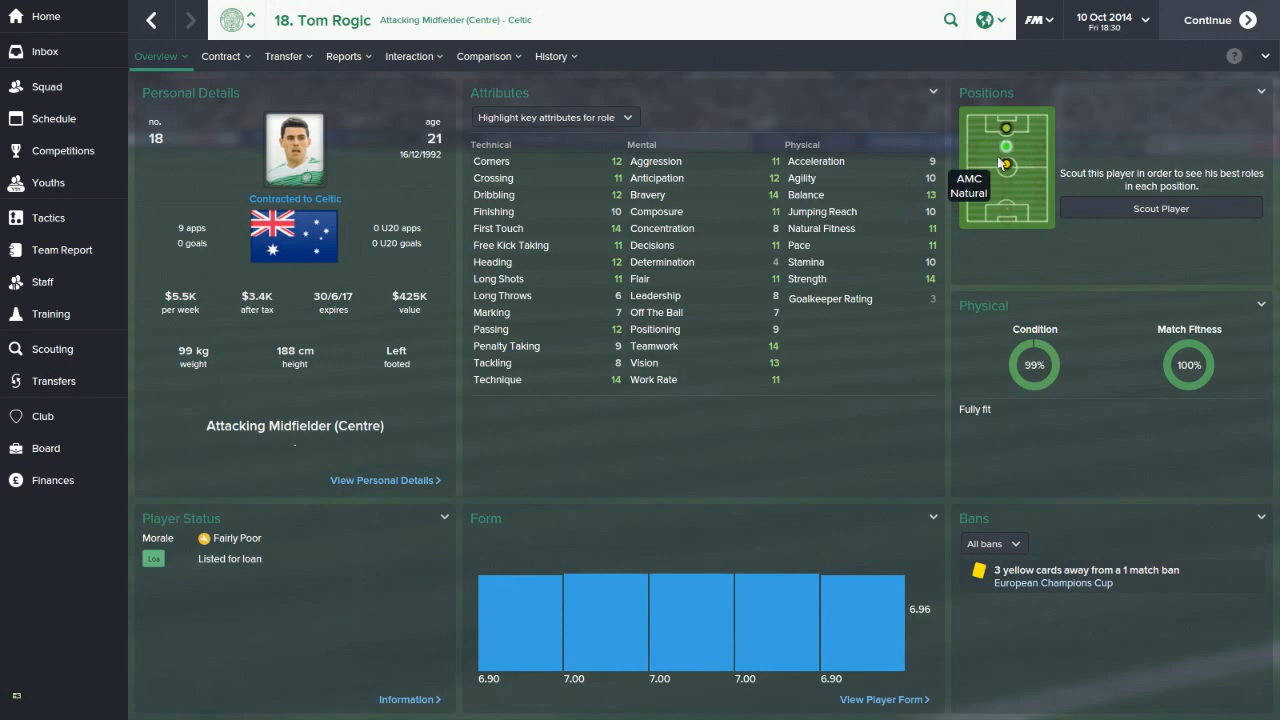 Home
Inbox
Squad
Schedule
Competitions
Youths
Tactics
Team Report
Staff
Training
Scouting
Transfers
Club
Board
Finances
18. Tom Rogic Attacking Midfielder (Centre) - Celtic
FM
10 Oct 2014
Fri 18:30
Continue
Overview Contract Transfer Reports Interaction Comparison History ?
Personal Details
no. age
18 21
16/12/1992
Contracted to Celtic
9 apps 0 U20 apps
0 goals 0 U20 goals
$5.5K $3.4K 30/6/17 $425K
per week after tax expires value
99 kg 188 cm Left
weight height footed
Attacking Midfielder (Centre)
-
View Personal Details >
Attributes
Highlight key attributes for role
Technical Mental Physical
Corners 12 Aggression 11 Acceleration 9
Crossing 11 Anticipation 12 Agility 10
Dribbling 12 Bravery 14 Balance 13
Finishing 10 Composure 11 Jumping Reach 10
First Touch 14 Concentration 8 Natural Fitness 11
Free Kick Taking 11 Decisions 11 Pace 11
Heading 12 Determination 4 Stamina 10
Long Shots 11 Flair 11 Strength 14
Long Throws 6 Leadership 8 Goalkeeper Rating 3
Marking 7 Off The Ball 7
Passing 12 Positioning 9
Penalty Taking 9 Teamwork 14
Tackling 8 Vision 13
Technique 14 Work Rate 11
Positions
AMC
Natural
Scout this player in order to see his best roles
in each position.
Scout Player
Physical
Condition Match Fitness
99% 100%
Fully fit
Player Status
Morale Fairly Poor
Loa Listed for loan
Information >
Form
6.96
6.90 7.00 7.00 7.00 6.90
View Player Form >
Bans
All bans
3 yellow cards away from a 1 match ban
European Champions Cup